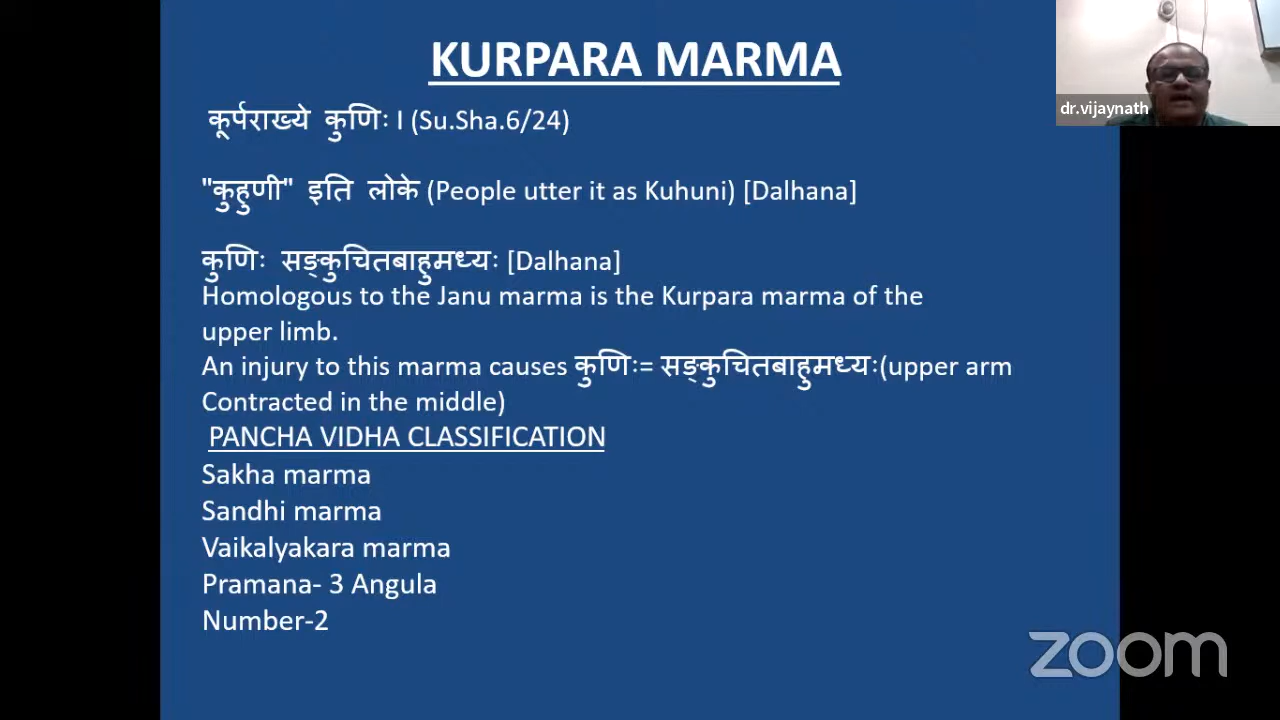 KURPARA MARMA
कूर्पराख्ये कुणिः I (Su.Sha.6/24)
"कुहुणी" इति लोके (People utter it as Kuhuni) [Dalhana]
कुणिः सङ्कुचितबाहुमध्यः [Dalhana]
Homologous to the Janu marma is the Kurpara marma of the
upper limb.
An injury to this marma causes कुणिः= सङ्कुचितबाहुमध्यः(upper arm
Contracted in the middle)
PANCHA VIDHA CLASSIFICATION
Sakha marma
Sandhi marma
Vaikalyakara marma
Pramana- 3 Angula
Number-2
dr.vijaynath
zoom